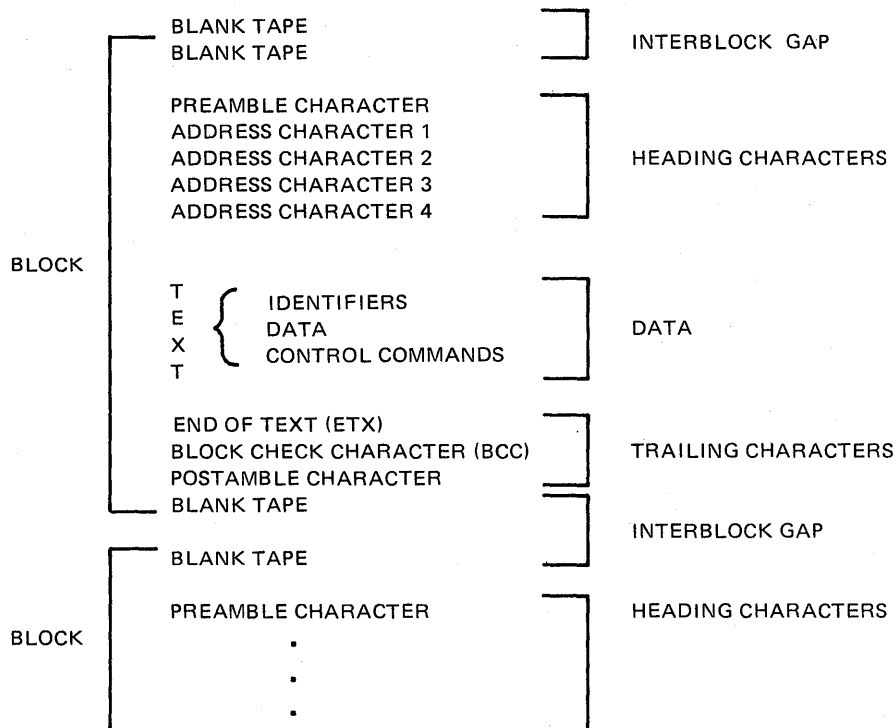 BLANK TAPE
BLANK TAPE
INTERBLOCK GAP
PREAMBLE CHARACTER
ADDRESS CHARACTER 1
ADDRESS CHARACTER 2
ADDRESS CHARACTER 3
ADDRESS CHARACTER 4
HEADING CHARACTERS
BLOCK
TEXT
IDENTIFIERS
DATA
CONTROL COMMANDS
DATA
END OF TEXT (ETX)
BLOCK CHECK CHARACTER (BCC)
POSTAMBLE CHARACTER
TRAILING CHARACTERS
BLANK TAPE
INTERBLOCK GAP
BLANK TAPE
PREAMBLE CHARACTER
HEADING CHARACTERS
BLOCK